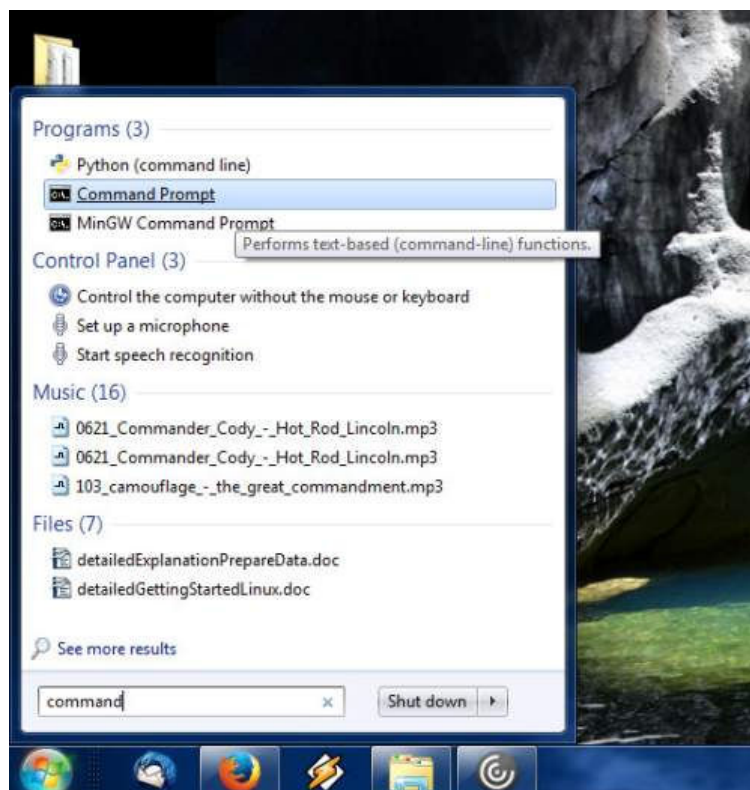 Programs (3)
Python (command line)
Command Prompt
MinGW Command Prompt
Performs text-based (command-line) functions.
Control Panel (3)
Control the computer without the mouse or keyboard
Set up a microphone
Start speech recognition
Music (16)
0621_Commander_Cody_-_Hot_Rod_Lincoln.mp3
0621_Commander_Cody_-_Hot_Rod_Lincoln.mp3
103_camouflage_-_the_great_commandment.mp3
Files (7)
detailedExplanationPrepareData.doc
detailedGettingStartedLinux.doc
See more results
command
Shut down